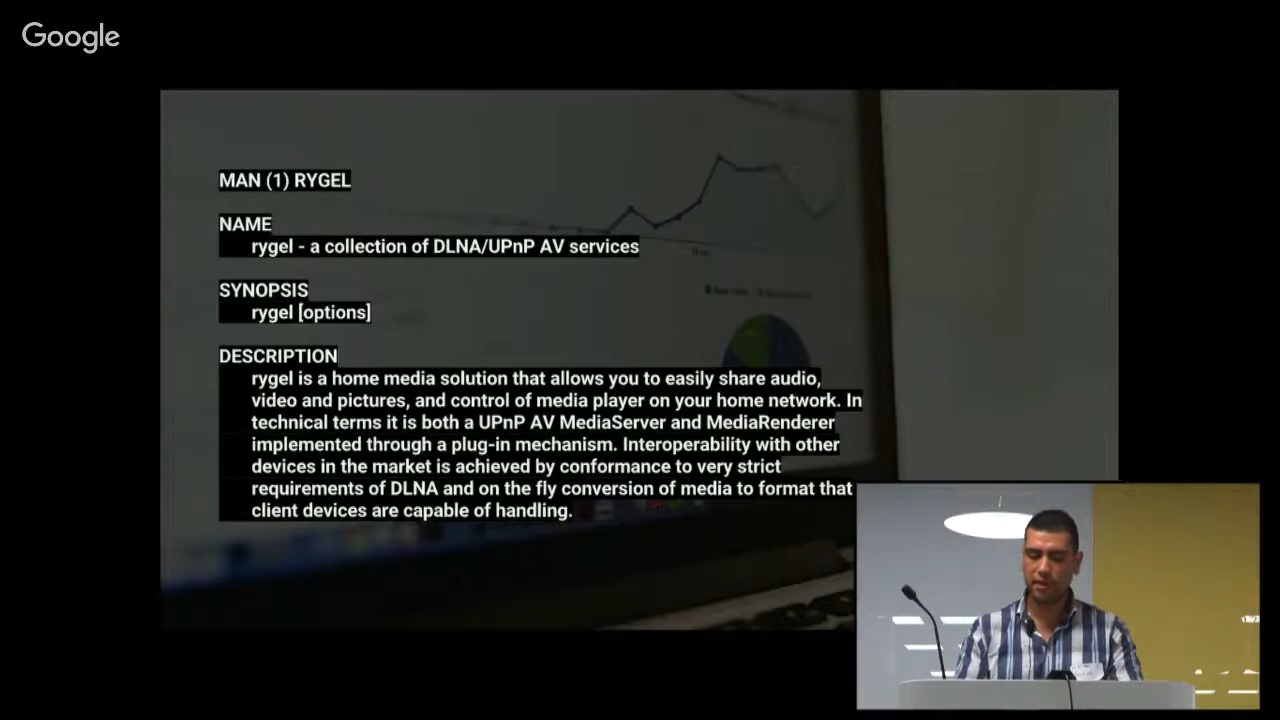 Google
MAN (1) RYGEL
NAME
rygel - a collection of DLNA/UPnP AV services
SYNOPSIS
rygel [options]
DESCRIPTION
rygel is a home media solution that allows you to easily share audio,
video and pictures, and control of media player on your home network. In
technical terms it is both a UPnP AV MediaServer and MediaRenderer
implemented through a plug-in mechanism. Interoperability with other
devices in the market is achieved by conformance to very strict
requirements of DLNA and on the fly conversion of media to format that
client devices are capable of handling.